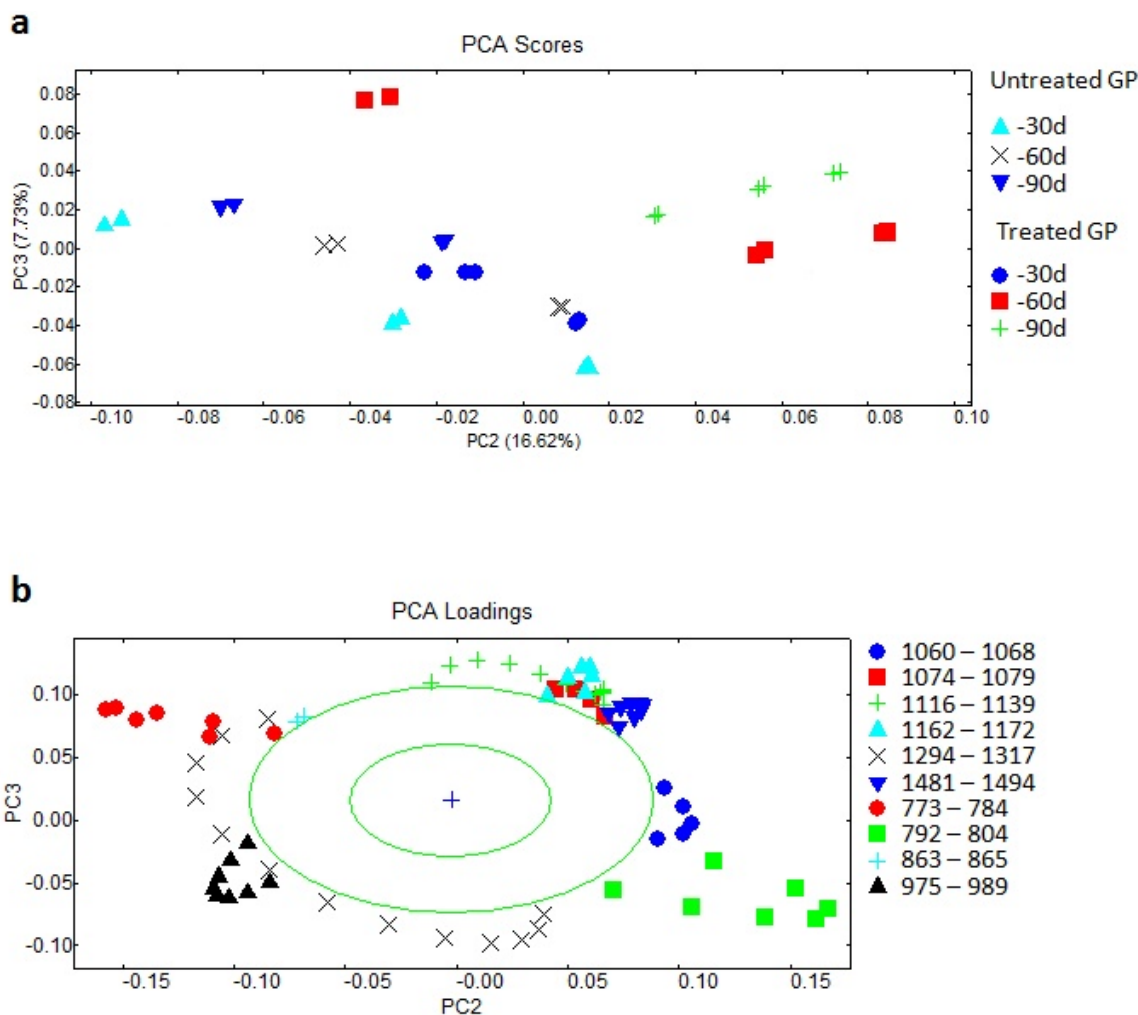 a
PCA Scores
Untreated GP
-30d
-60d
-90d
Treated GP
-30d
-60d
-90d
PC3 (7.73%)
0.08
0.06
0.04
0.02
0.00
-0.02
-0.04
-0.06
-0.08
-0.10 -0.08 -0.06 -0.04 -0.02 0.00 0.02 0.04 0.06 0.08 0.10
PC2 (16.62%)
b
PCA Loadings
1060 – 1068
1074 – 1079
1116 – 1139
1162 – 1172
1294 – 1317
1481 – 1494
773 – 784
792 – 804
863 – 865
975 – 989
PC3
0.10
0.05
0.00
-0.05
-0.10
-0.15 -0.10 -0.05 -0.00 0.05 0.10 0.15
PC2